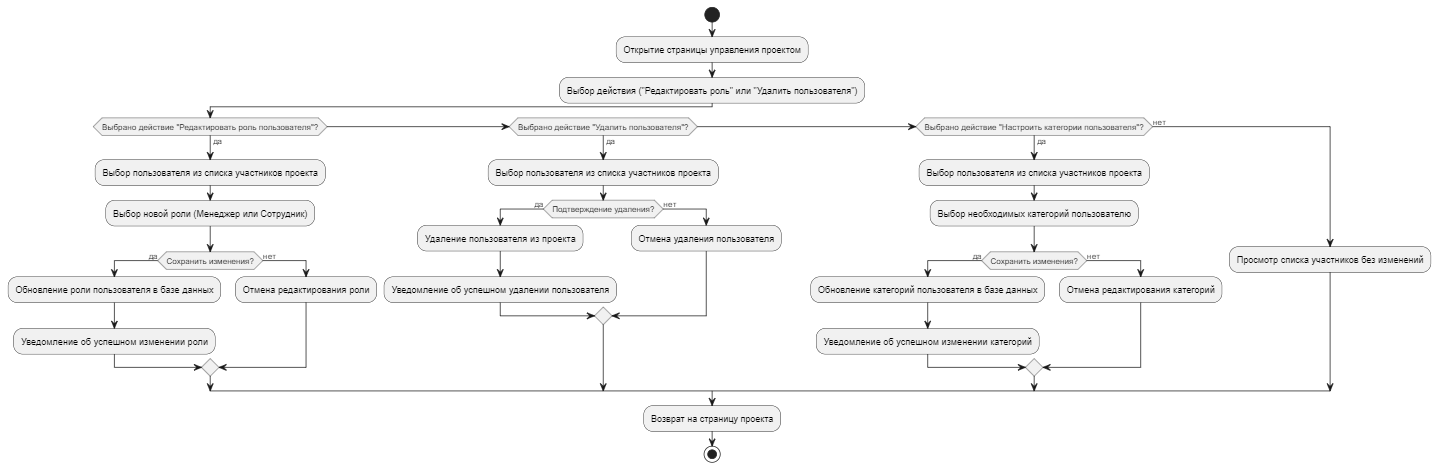 Открытие страницы управления проектом
Выбор действия ("Редактировать роль" или "Удалить пользователя")
Выбрано действие "Редактировать роль пользователя"?
да
Выбор пользователя из списка участников проекта
Выбор новой роли (Менеджер или Сотрудник)
да
Сохранить изменения?
нет
Обновление роли пользователя в базе данных
Отмена редактирования роли
Уведомление об успешном изменении роли
Выбрано действие "Удалить пользователя"?
да
Выбор пользователя из списка участников проекта
да
Подтверждение удаления?
нет
Удаление пользователя из проекта
Отмена удаления пользователя
Уведомление об успешном удалении пользователя
Выбрано действие "Настроить категории пользователя"?
нет
да
Выбор пользователя из списка участников проекта
Выбор необходимых категорий пользователю
да
Сохранить изменения?
нет
Обновление категорий пользователя в базе данных
Отмена редактирования категорий
Уведомление об успешном изменении категорий
Просмотр списка участников без изменений
Возврат на страницу проекта